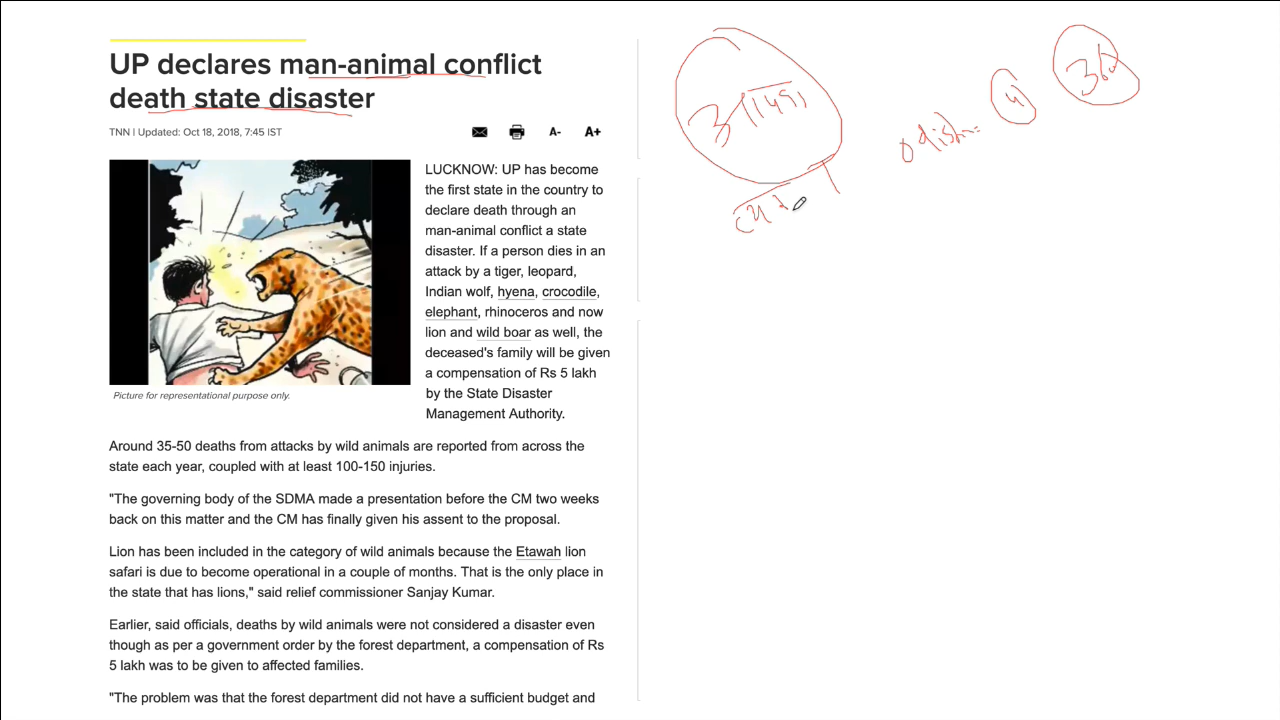 UP declares man-animal conflict
death state disaster
TNN | Updated: Oct 18, 2018, 7:45 IST
A-
A+
LUCKNOW: UP has become
the first state in the country to
declare death through an
man-animal conflict a state
disaster. If a person dies in an
attack by a tiger, leopard,
Indian wolf, hyena, crocodile,
elephant, rhinoceros and now
lion and wild boar as well, the
deceased's family will be given
a compensation of Rs 5 lakh
by the State Disaster
Management Authority.
Picture for representational purpose only.
Around 35-50 deaths from attacks by wild animals are reported from across the
state each year, coupled with at least 100-150 injuries.
"The governing body of the SDMA made a presentation before the CM two weeks
back on this matter and the CM has finally given his assent to the proposal.
Lion has been included in the category of wild animals because the Etawah lion
safari is due to become operational in a couple of months. That is the only place in
the state that has lions," said relief commissioner Sanjay Kumar.
Earlier, said officials, deaths by wild animals were not considered a disaster even
though as per a government order by the forest department, a compensation of Rs
5 lakh was to be given to affected families.
"The problem was that the forest department did not have a sufficient budget and